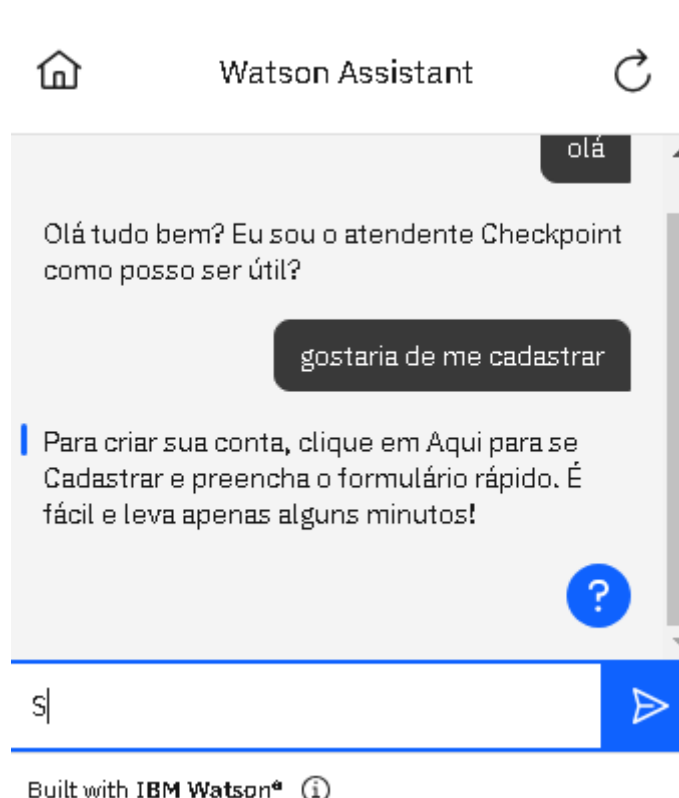 Watson Assistant
olá
Olá tudo bem? Eu sou o atendente Checkpoint
como posso ser útil?
gostaria de me cadastrar
Para criar sua conta, clique em Aqui para se
Cadastrar e preencha o formulário rápido. É
fácil e leva apenas alguns minutos!
?
S
Built with IBM Watson® i